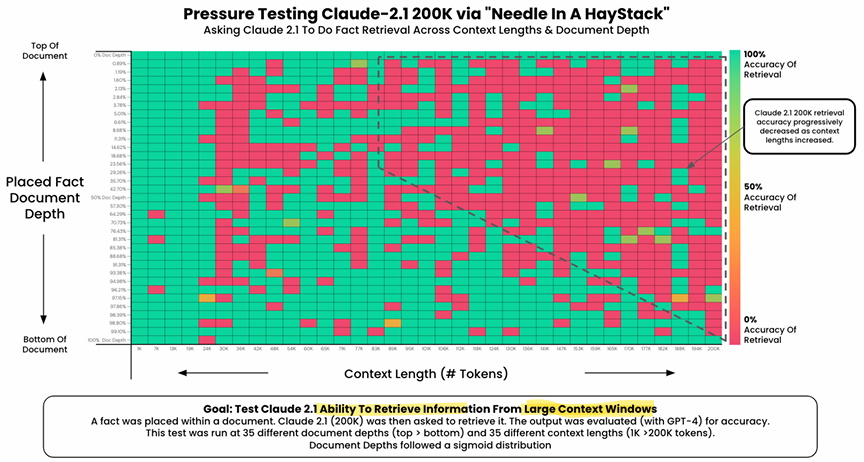 Pressure Testing Claude-2.1 200K via "Needle In A HayStack"
Asking Claude 2.1 To Do Fact Retrieval Across Context Lengths & Document Depth
Top Of
Document
Placed Fact
Document
Depth
Bottom Of
Document
0% Doc Depth
0.89%
1.19%
1.60%
2.13%
2.84%
3.78%
5.01%
6.61%
8.68%
11.31%
14.62%
18.68%
23.56%
29.26%
35.70%
42.70%
50% Doc Depth
57.30%
64.29%
70.73%
76.43%
81.31%
85.38%
88.68%
91.31%
93.38%
94.98%
96.21%
97.16%
97.86%
98.39%
98.80%
99.10%
100% Doc Depth
1K 7K 13K 19K 24K 30K 36K 42K 48K 54K 60K 65K 71K 77K 83K 89K 95K 100K 106K 112K 118K 124K 130K 136K 141K 147K 153K 159K 165K 170K 177K 182K 188K 194K 200K
Context Length (# Tokens)
100%
Accuracy Of
Retrieval
Claude 2.1 200K retrieval
accuracy progressively
decreased as context
lengths increased.
50%
Accuracy Of
Retrieval
0%
Accuracy Of
Retrieval
Goal: Test Claude 2.1 Ability To Retrieve Information From Large Context Windows
A fact was placed within a document. Claude 2.1 (200K) was then asked to retrieve it. The output was evaluated (with GPT-4) for accuracy.
This test was run at 35 different document depths (top > bottom) and 35 different context lengths (1K >200K tokens).
Document Depths followed a sigmoid distribution